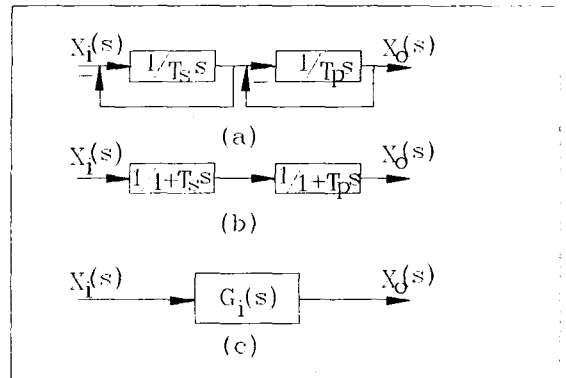 Xi(s) 1/Tss 1/Tps Xo(s)
− −
(a)
Xi(s) 1/1+Tss 1/1+Tps Xo(s)
(b)
Xi(s) Gi(s) Xo(s)
(c)